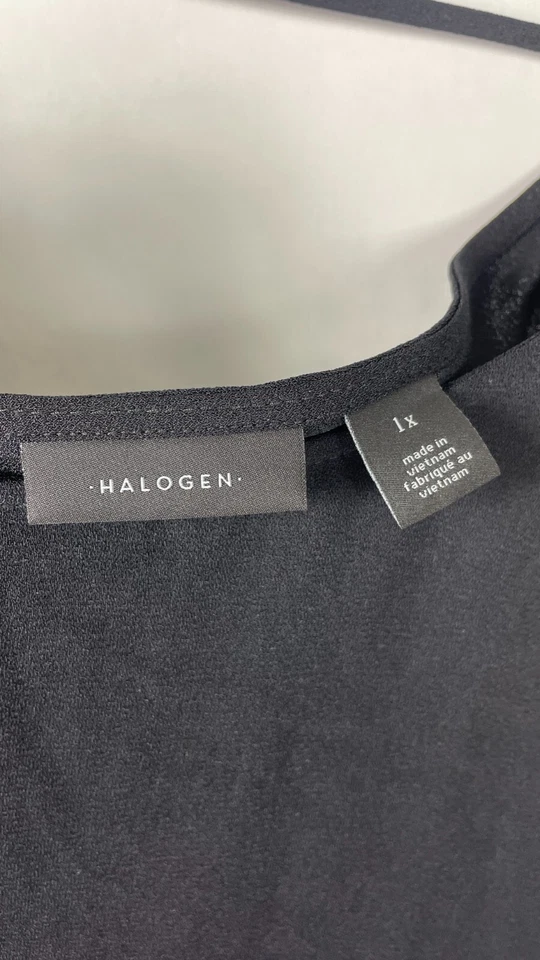 ·HALOGEN·
1x
made in
vietnam
fabriqué au
vietnam